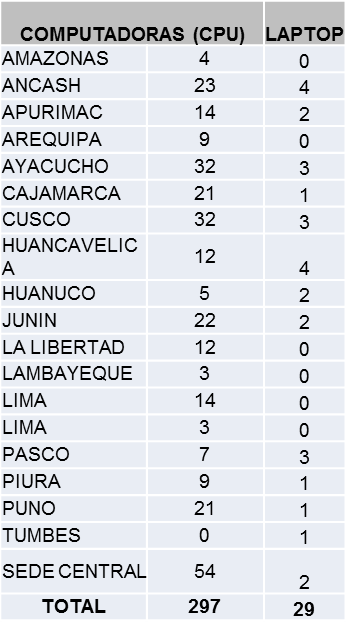 COMPUTADORAS (CPU) LAPTOP
AMAZONAS 4 0
ANCASH 23 4
APURIMAC 14 2
AREQUIPA 9 0
AYACUCHO 32 3
CAJAMARCA 21 1
CUSCO 32 3
HUANCAVELIC
A 12 4
HUANUCO 5 2
JUNIN 22 2
LA LIBERTAD 12 0
LAMBAYEQUE 3 0
LIMA 14 0
LIMA 3 0
PASCO 7 3
PIURA 9 1
PUNO 21 1
TUMBES 0 1
SEDE CENTRAL 54 2
TOTAL 297 29